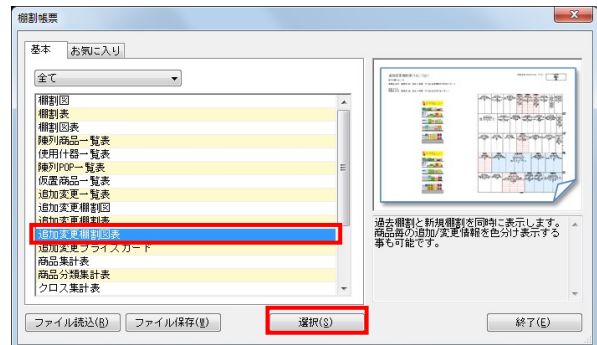 棚割帳票
基本 お気に入り
全て
棚割図
棚割表
棚割図表
陳列商品一覧表
使用什器一覧表
陳列POP一覧表
仮置商品一覧表
追加変更一覧表
追加変更棚割図
追加変更棚割表
追加変更棚割図表
追加変更プライスカード
商品集計表
商品分類集計表
クロス集計表
過去棚割と新規棚割を同時に表示します。
商品毎の追加/変更情報を色分け表示する
事も可能です。
ファイル読込(R) ファイル保存(W) 選択(S) 終了(E)